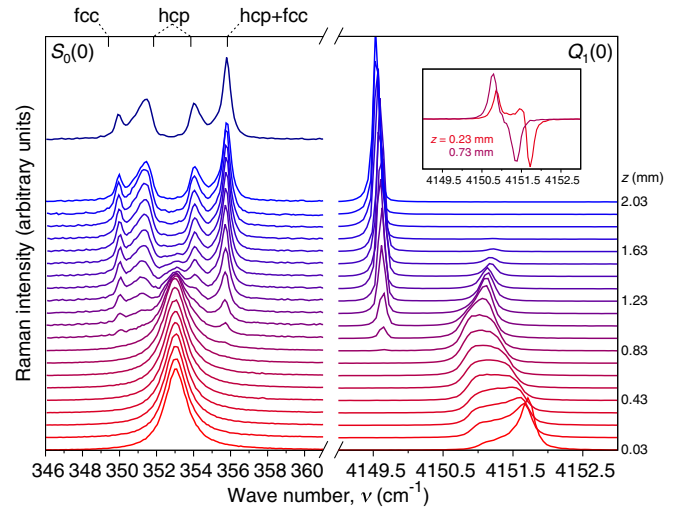 fcc hcp hcp+fcc
S₀(0) Q₁(0)
z = 0.23 mm
0.73 mm
4149.5 4150.5 4151.5 4152.5
z (mm)
2.03
1.63
1.23
0.83
0.43
0.03
Raman intensity (arbitrary units)
346 348 350 352 354 356 358 360 4149.5 4150.5 4151.5 4152.5
Wave number, ν (cm⁻¹)